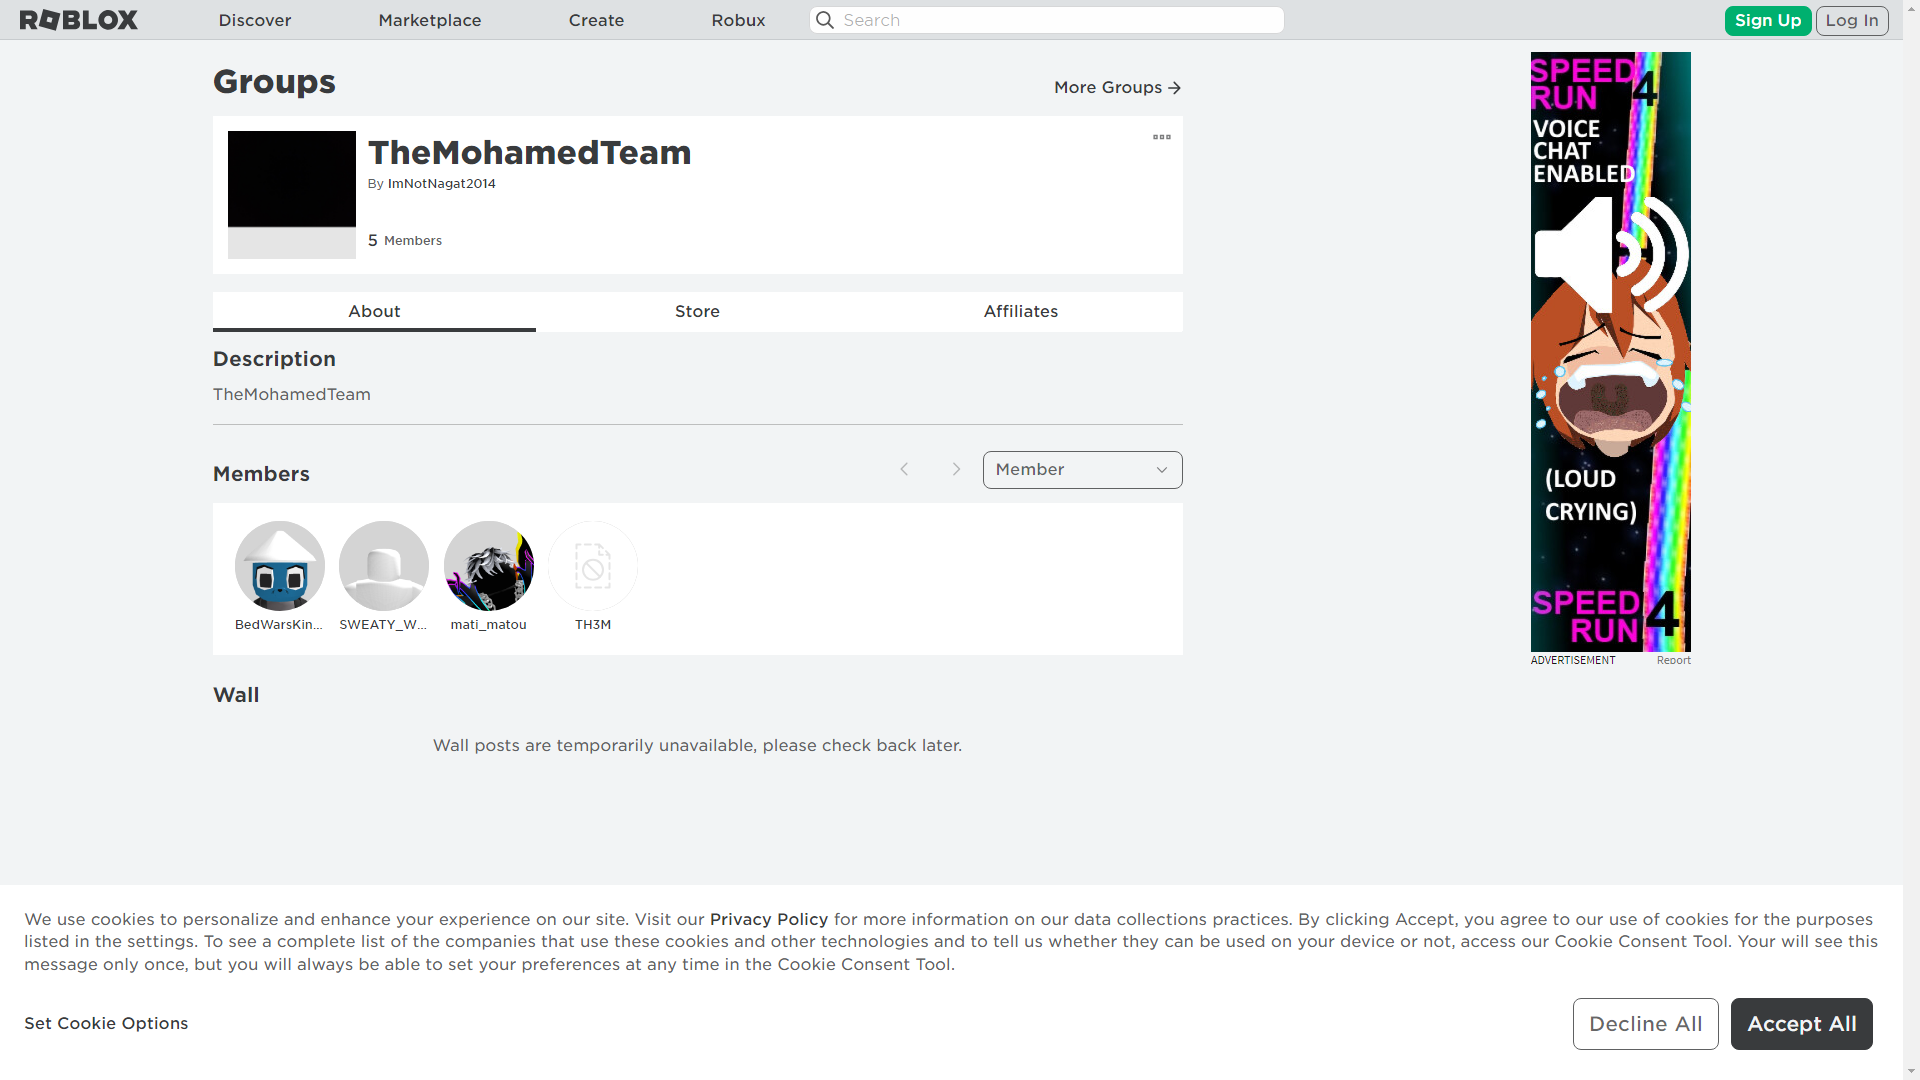 ROBLOX
Discover
Marketplace
Create
Robux
Search
Sign Up
Log In
Groups
More Groups
TheMohamedTeam
By ImNotNagat2014
5 Members
About
Store
Affiliates
Description
TheMohamedTeam
Members
Member
BedWarsKin...
SWEATY_W...
mati_matou
TH3M
Wall
Wall posts are temporarily unavailable, please check back later.
SPEED
RUN 4
VOICE
CHAT
ENABLED
(LOUD
CRYING)
SPEED
RUN 4
ADVERTISEMENT
Report
We use cookies to personalize and enhance your experience on our site. Visit our Privacy Policy for more information on our data collections practices. By clicking Accept, you agree to our use of cookies for the purposes
listed in the settings. To see a complete list of the companies that use these cookies and other technologies and to tell us whether they can be used on your device or not, access our Cookie Consent Tool. Your will see this
message only once, but you will always be able to set your preferences at any time in the Cookie Consent Tool.
Set Cookie Options
Decline All
Accept All